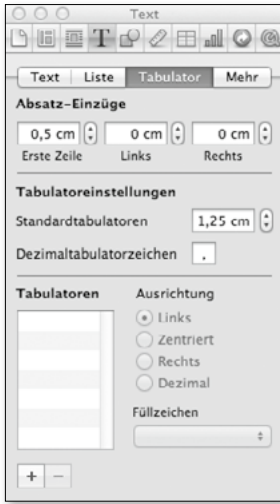 Text
Text Liste Tabulator Mehr
Absatz-Einzüge
0,5 cm 0 cm 0 cm
Erste Zeile Links Rechts
Tabulatoreinstellungen
Standardtabulatoren 1,25 cm
Dezimaltabulatorzeichen ,
Tabulatoren Ausrichtung
Links
Zentriert
Rechts
Dezimal
Füllzeichen